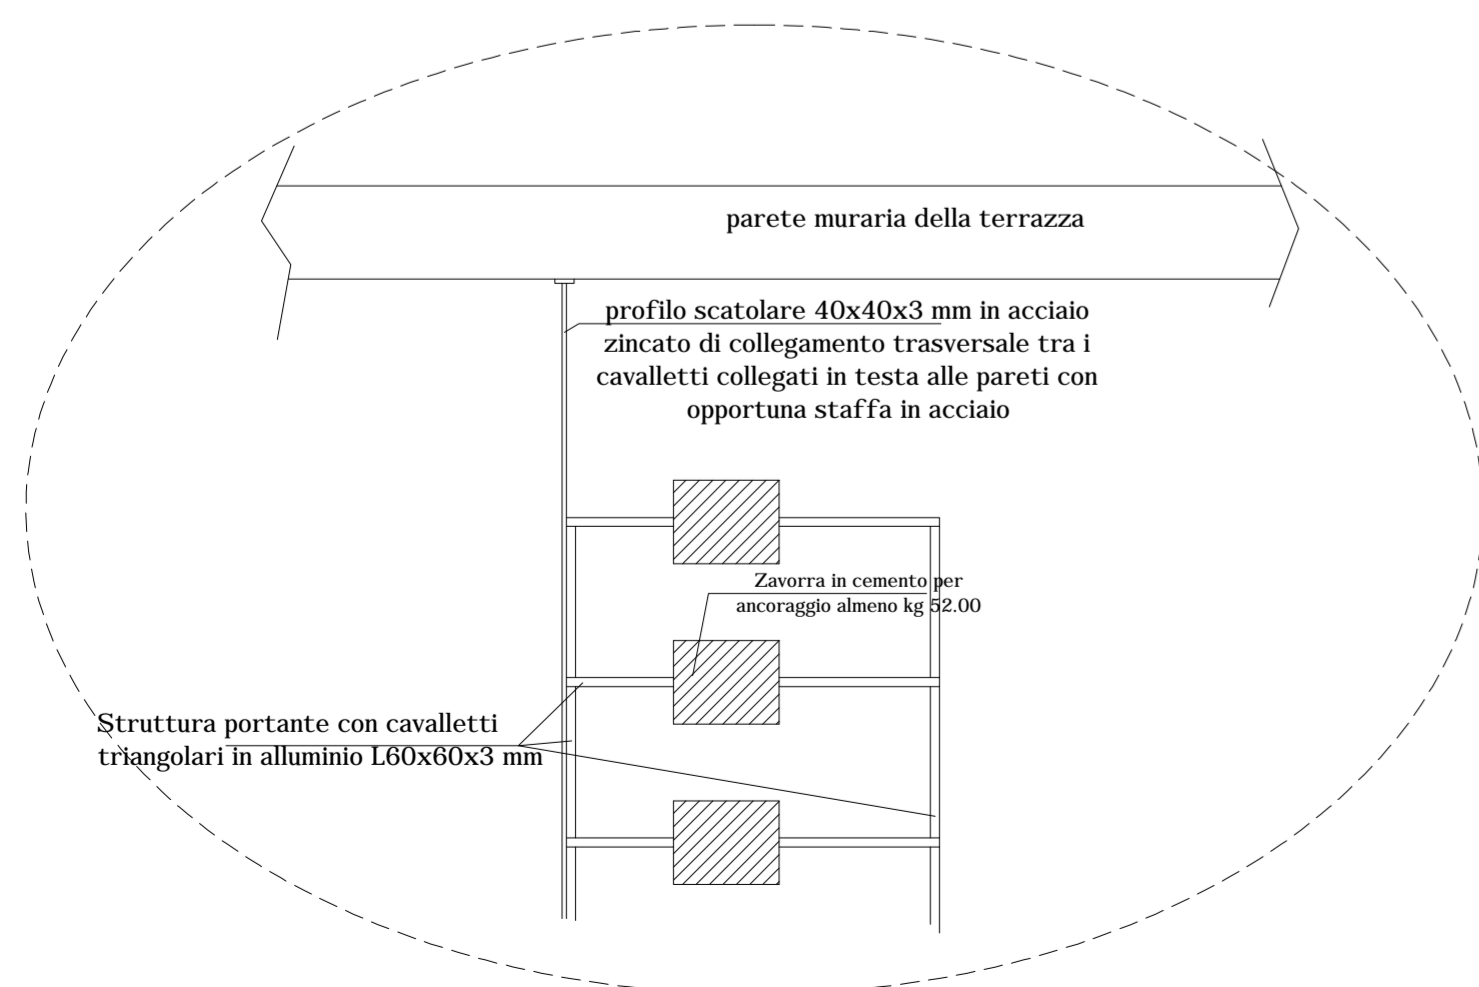 parete muraria della terrazza
profilo scatolare 40x40x3 mm in acciaio
zincato di collegamento trasversale tra i
cavalletti collegati in testa alle pareti con
opportuna staffa in acciaio
Zavorra in cemento per
ancoraggio almeno kg 52.00
Struttura portante con cavalletti
triangolari in alluminio L60x60x3 mm